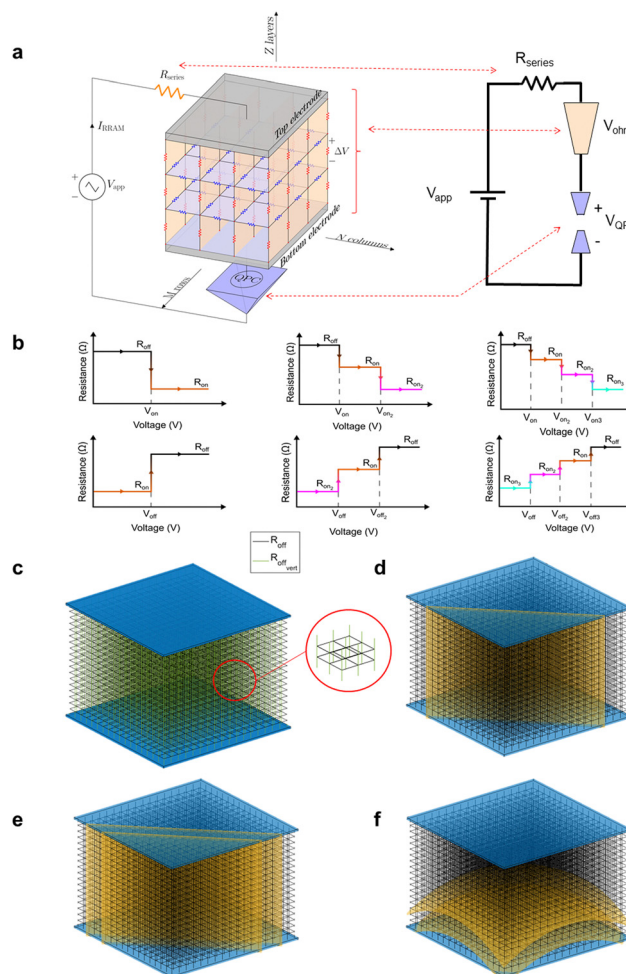 a
Z layers
R_series
R_series
Top electrode
I_RRAM
+
V_app
−
+
ΔV
−
V_ohm
V_app
+
V_QP
-
Bottom electrode
N columns
QPC
M rows
b
Resistance (Ω)
R_off
R_on
V_on
Voltage (V)
Resistance (Ω)
R_off
R_on
R_on2
V_on
V_on2
Voltage (V)
Resistance (Ω)
R_off
R_on
R_on2
R_on3
V_on
V_on2
V_on3
Voltage (V)
Resistance (Ω)
R_off
R_on
V_off
Voltage (V)
Resistance (Ω)
R_off
R_on
R_on2
V_off
V_off2
Voltage (V)
Resistance (Ω)
R_off
R_on
R_on2
R_on3
V_off
V_off2
V_off3
Voltage (V)
R_off
R_off_vert
c
d
e
f